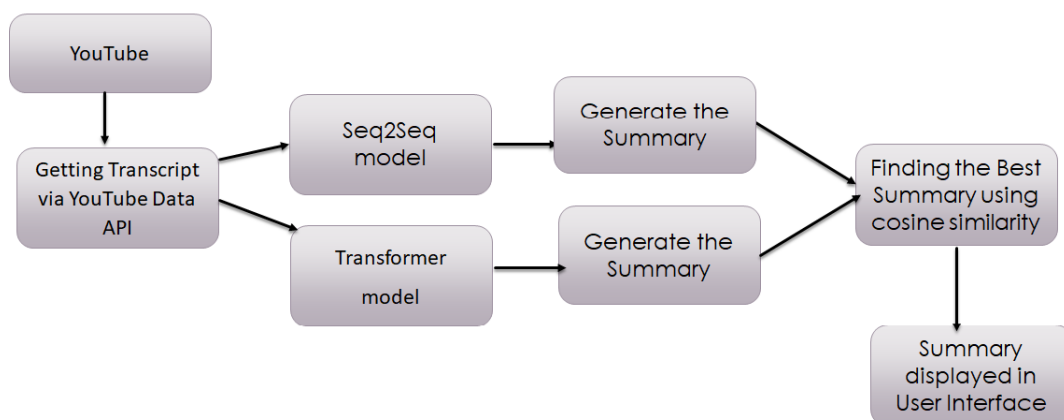 YouTube
Getting Transcript
via YouTube Data
API
Seq2Seq
model
Generate the
Summary
Transformer
model
Generate the
Summary
Finding the Best
Summary using
cosine similarity
Summary
displayed in
User Interface